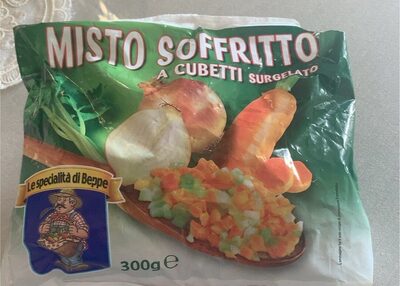 MISTO SOFFRITTO
A CUBETTI SURGELATO
Le specialità di Beppe
300g e